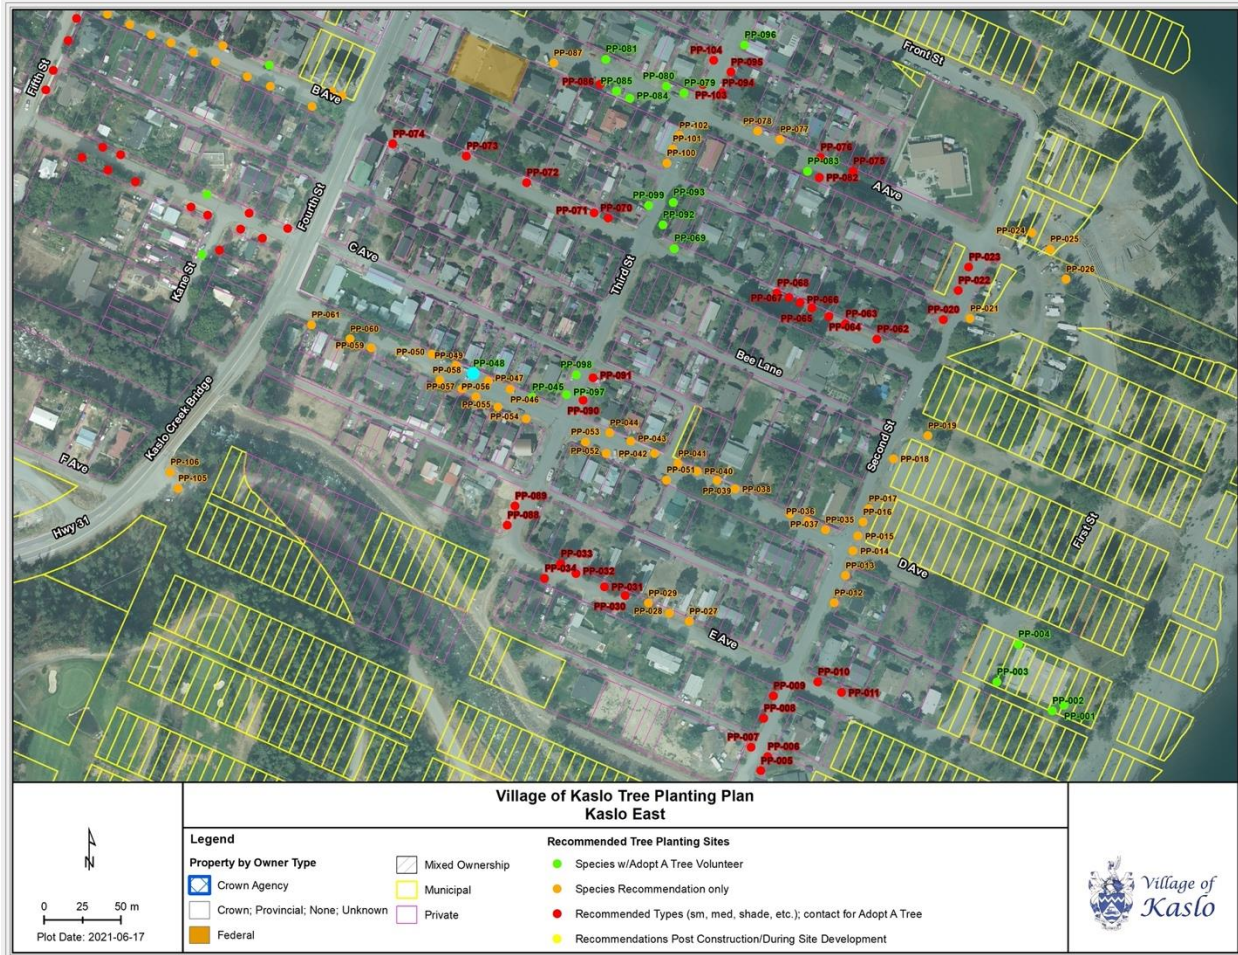 PP-096
PP-104
PP-081
PP-087
Front St
PP-095
Fifth St
PP-086
PP-085
PP-080
PP-079
PP-094
PP-084
PP-103
B Ave
PP-102
PP-078
PP-077
PP-101
PP-074
PP-073
PP-100
PP-076
PP-075
PP-083
PP-082
PP-072
A Ave
PP-099
PP-093
Fourth St
PP-071
PP-070
PP-092
PP-024
PP-025
C Ave
PP-069
Kane St
Third St
PP-023
PP-026
PP-068
PP-022
PP-067
PP-066
PP-065
PP-063
PP-020
PP-021
PP-061
PP-060
PP-064
PP-062
PP-059
PP-050
PP-049
PP-048
Bee Lane
PP-058
PP-047
PP-098
PP-091
PP-057
PP-056
PP-045
PP-097
PP-046
PP-055
PP-090
PP-054
Kaslo Creek Bridge
PP-044
PP-053
PP-043
PP-019
PP-052
PP-042
PP-041
Second St
PP-018
F Ave
PP-106
PP-051
PP-040
PP-105
PP-039
PP-038
PP-089
PP-017
Hwy 31
PP-088
PP-036
PP-016
PP-037
PP-035
First St
PP-015
PP-014
PP-033
D Ave
PP-034
PP-032
PP-013
PP-031
PP-012
PP-030
PP-029
PP-028
PP-027
E Ave
PP-004
PP-010
PP-003
PP-009
PP-011
PP-002
PP-008
PP-001
PP-007
PP-006
PP-005
Village of Kaslo Tree Planting Plan
Kaslo East
N
0 25 50 m
Plot Date: 2021-06-17
Legend
Property by Owner Type
Crown Agency
Crown; Provincial; None; Unknown
Federal
Mixed Ownership
Municipal
Private
Recommended Tree Planting Sites
Species w/Adopt A Tree Volunteer
Species Recommendation only
Recommended Types (sm, med, shade, etc.); contact for Adopt A Tree
Recommendations Post Construction/During Site Development
Village of
Kaslo